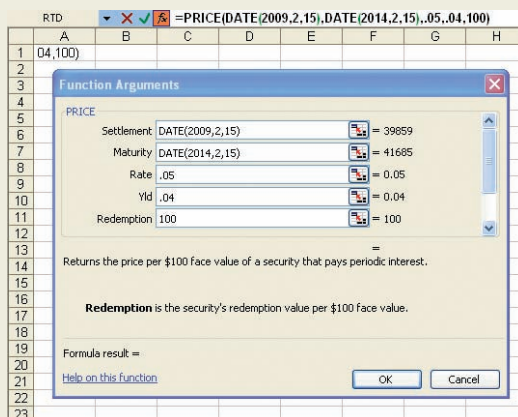 RTD =PRICE(DATE(2009,2,15),DATE(2014,2,15),.05,.04,100)
A B C D E F G H
1 04,100)
2
3
4
5
6
7
8
9
10
11
12
13
14
15
16
17
18
19
20
21
22
23
Function Arguments
PRICE
Settlement DATE(2009,2,15) = 39859
Maturity DATE(2014,2,15) = 41685
Rate .05 = 0.05
Yld .04 = 0.04
Redemption 100 = 100
=
Returns the price per $100 face value of a security that pays periodic interest.
Redemption is the security's redemption value per $100 face value.
Formula result =
Help on this function OK Cancel